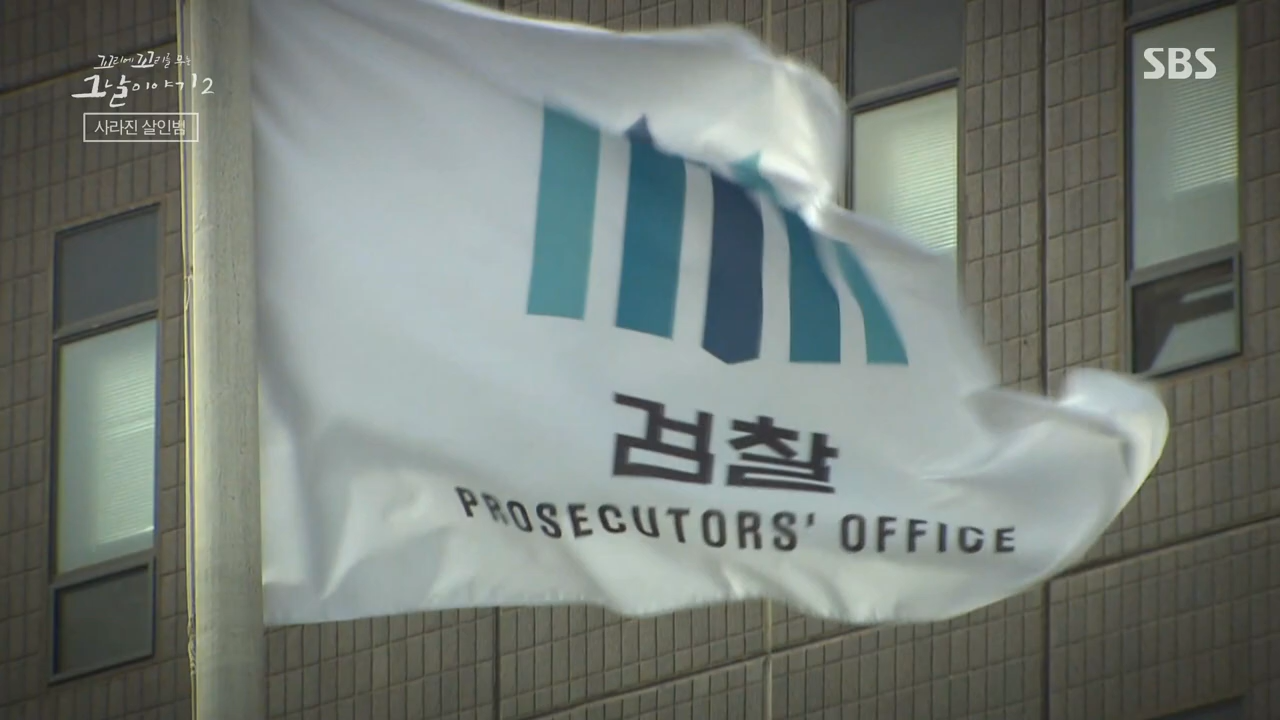 꼬리에 꼬리를 무는
그날 이야기 2
사라진 살인범
SBS
검찰
PROSECUTORS' OFFICE